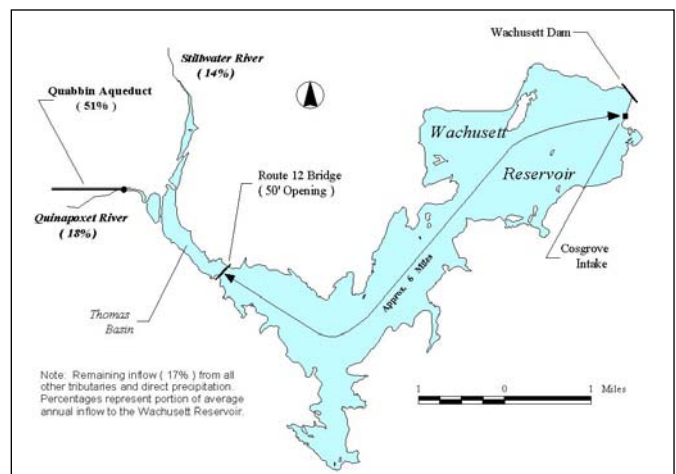 Wachusett Dam
Stillwater River
( 14% )
Quabbin Aqueduct
( 51% )
Wachusett
Reservoir
Route 12 Bridge
( 50' Opening )
Quinapoxet River
( 18% )
Cosgrove
Intake
Approx. 6 Miles
Thomas
Basin
Note: Remaining inflow ( 17% ) from all
other tributaries and direct precipitation.
Percentages represent portion of average
annual inflow to the Wachusett Reservoir.
1 0 1 Miles